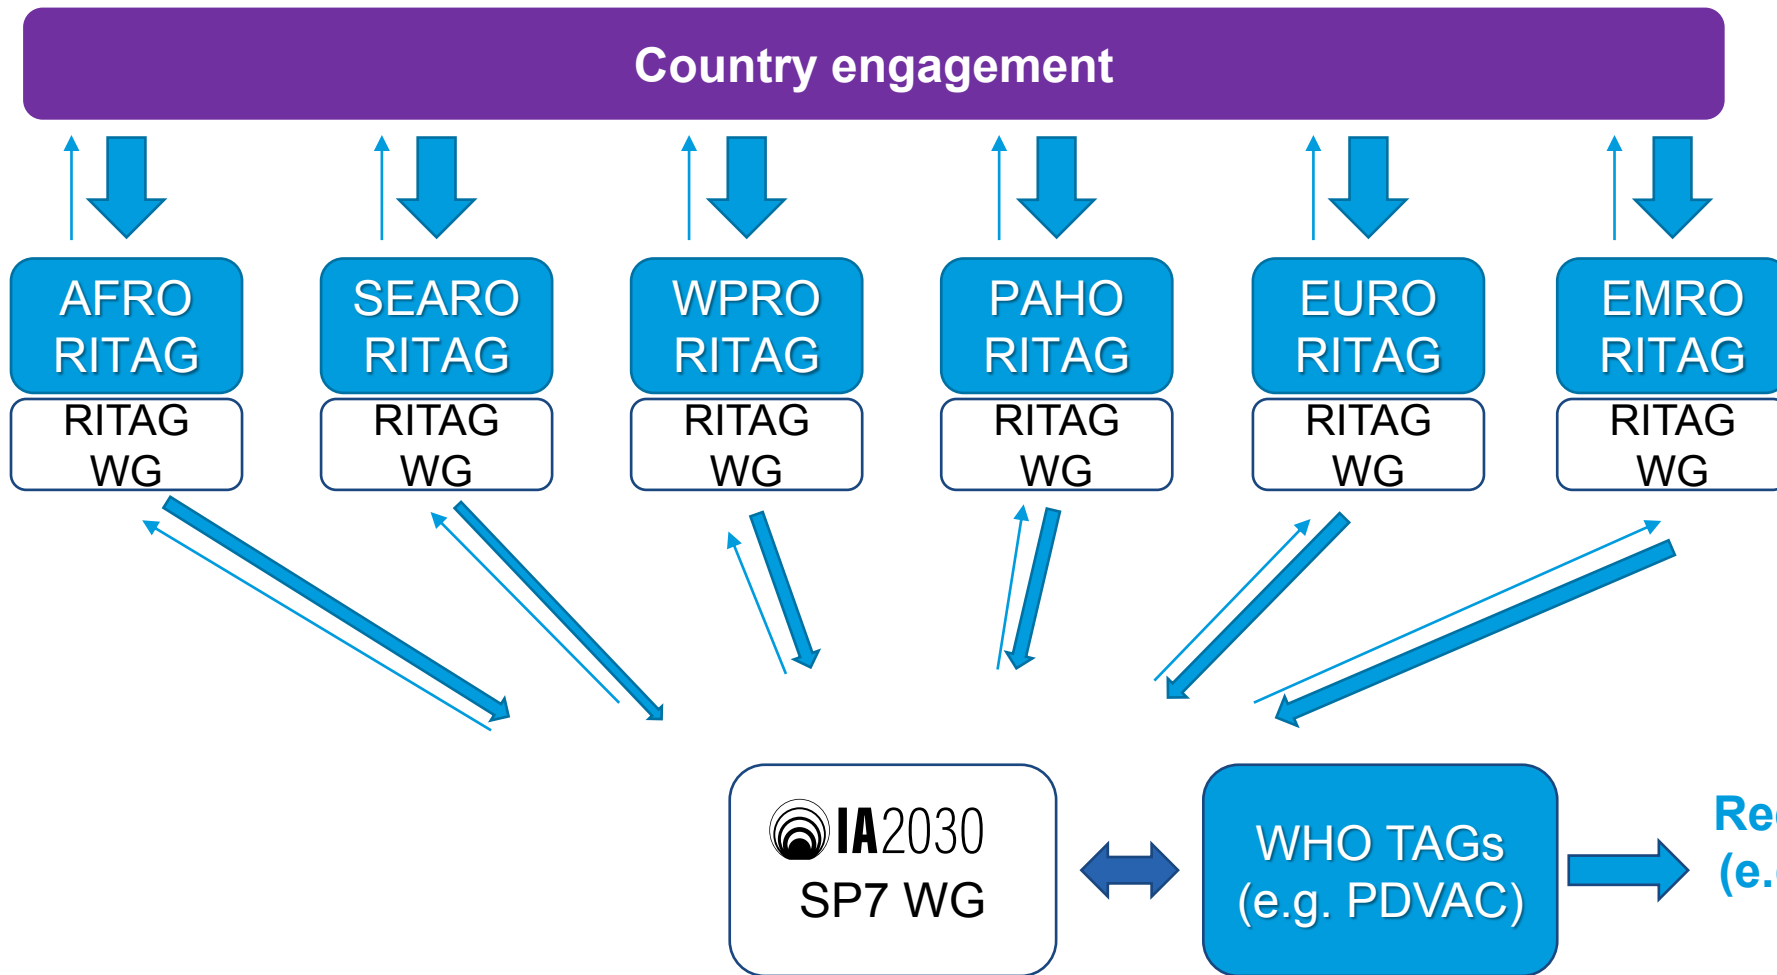 Country engagement
AFRO
RITAG
SEARO
RITAG
WPRO
RITAG
PAHO
RITAG
EURO
RITAG
EMRO
RITAG
RITAG
WG
RITAG
WG
RITAG
WG
RITAG
WG
RITAG
WG
RITAG
WG
IA2030
SP7 WG
WHO TAGs
(e.g. PDVAC)